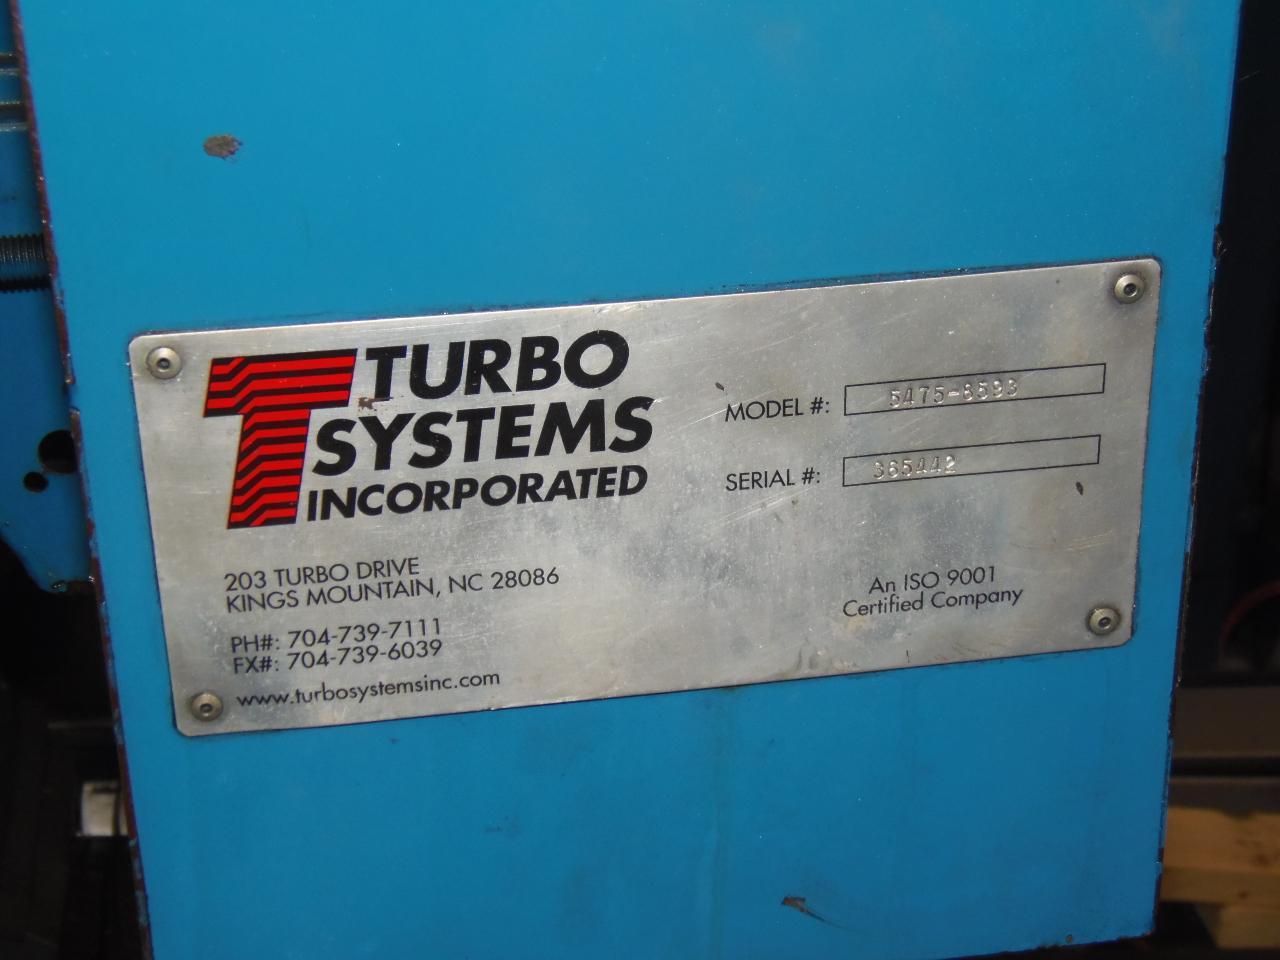 TURBO
SYSTEMS
INCORPORATED
203 TURBO DRIVE
KINGS MOUNTAIN, NC 28086
PH#: 704-739-7111
FX#: 704-739-6039
www.turbosystemsinc.com
MODEL #: 5475-8593
SERIAL #: 365442
An ISO 9001
Certified Company